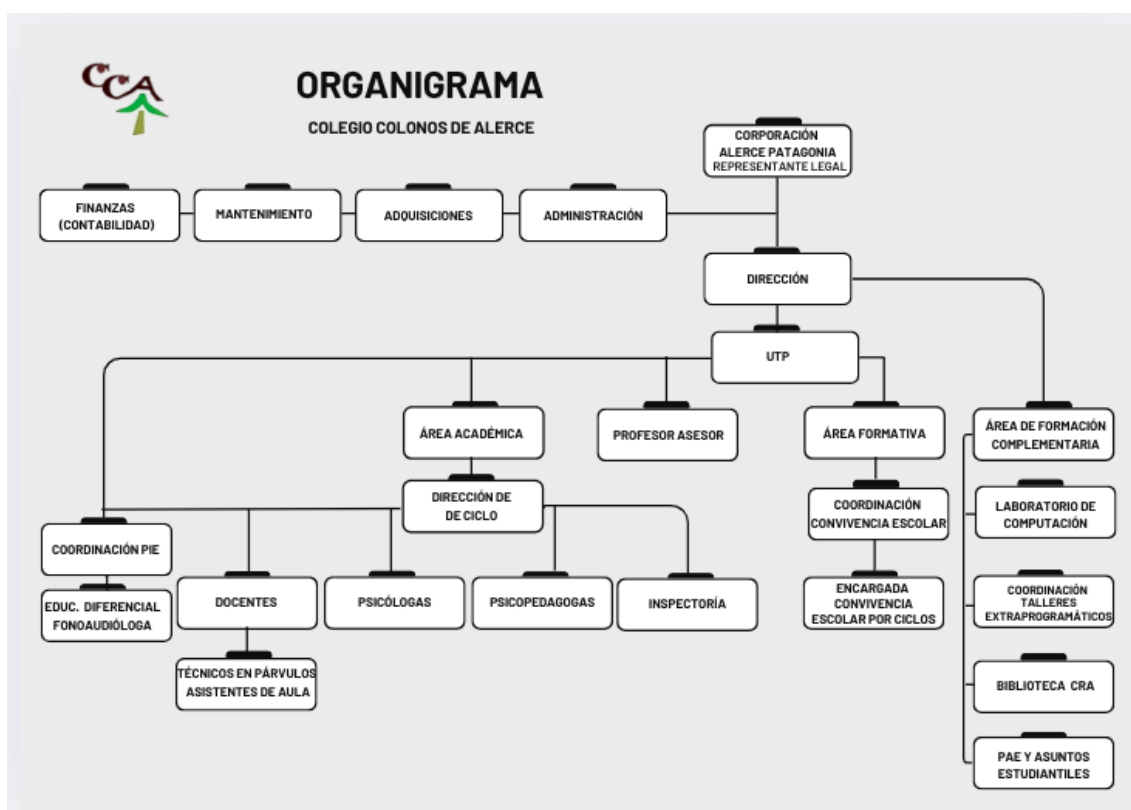 CCA
ORGANIGRAMA
COLEGIO COLONOS DE ALERCE
CORPORACIÓN
ALERCE PATAGONIA
REPRESENTANTE LEGAL
FINANZAS
(CONTABILIDAD)
MANTENIMIENTO
ADQUISICIONES
ADMINISTRACIÓN
DIRECCIÓN
UTP
ÁREA ACADÉMICA
PROFESOR ASESOR
ÁREA FORMATIVA
ÁREA DE FORMACIÓN
COMPLEMENTARIA
DIRECCIÓN DE
DE CICLO
COORDINACIÓN
CONVIVENCIA ESCOLAR
LABORATORIO DE
COMPUTACIÓN
COORDINACIÓN PIE
EDUC. DIFERENCIAL
FONOAUDIÓLOGA
DOCENTES
PSICÓLOGAS
PSICOPEDAGOGAS
INSPECTORÍA
ENCARGADA
CONVIVENCIA
ESCOLAR POR CICLOS
COORDINACIÓN
TALLERES
EXTRAPROGRAMÁTICOS
TÉCNICOS EN PÁRVULOS
ASISTENTES DE AULA
BIBLIOTECA CRA
PAE Y ASUNTOS
ESTUDIANTILES